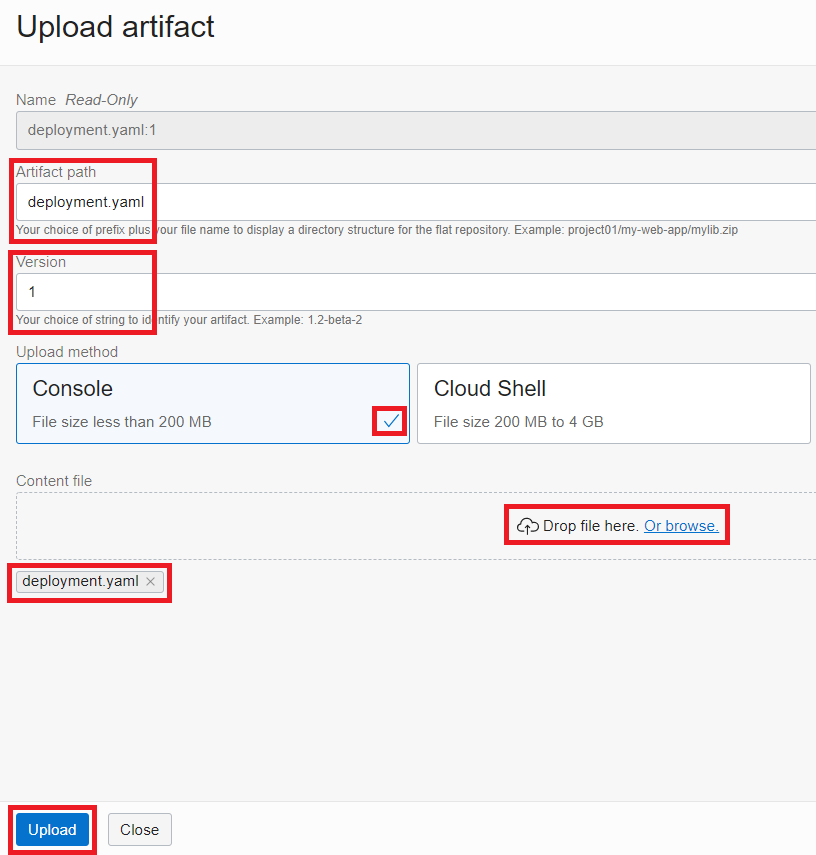 Upload artifact
Name Read-Only
deployment.yaml:1
Artifact path
deployment.yaml
Your choice of prefix plus your file name to display a directory structure for the flat repository. Example: project01/my-web-app/mylib.zip
Version
1
Your choice of string to identify your artifact. Example: 1.2-beta-2
Upload method
Console
File size less than 200 MB
Cloud Shell
File size 200 MB to 4 GB
Content file
Drop file here. Or browse.
deployment.yaml ×
Upload Close